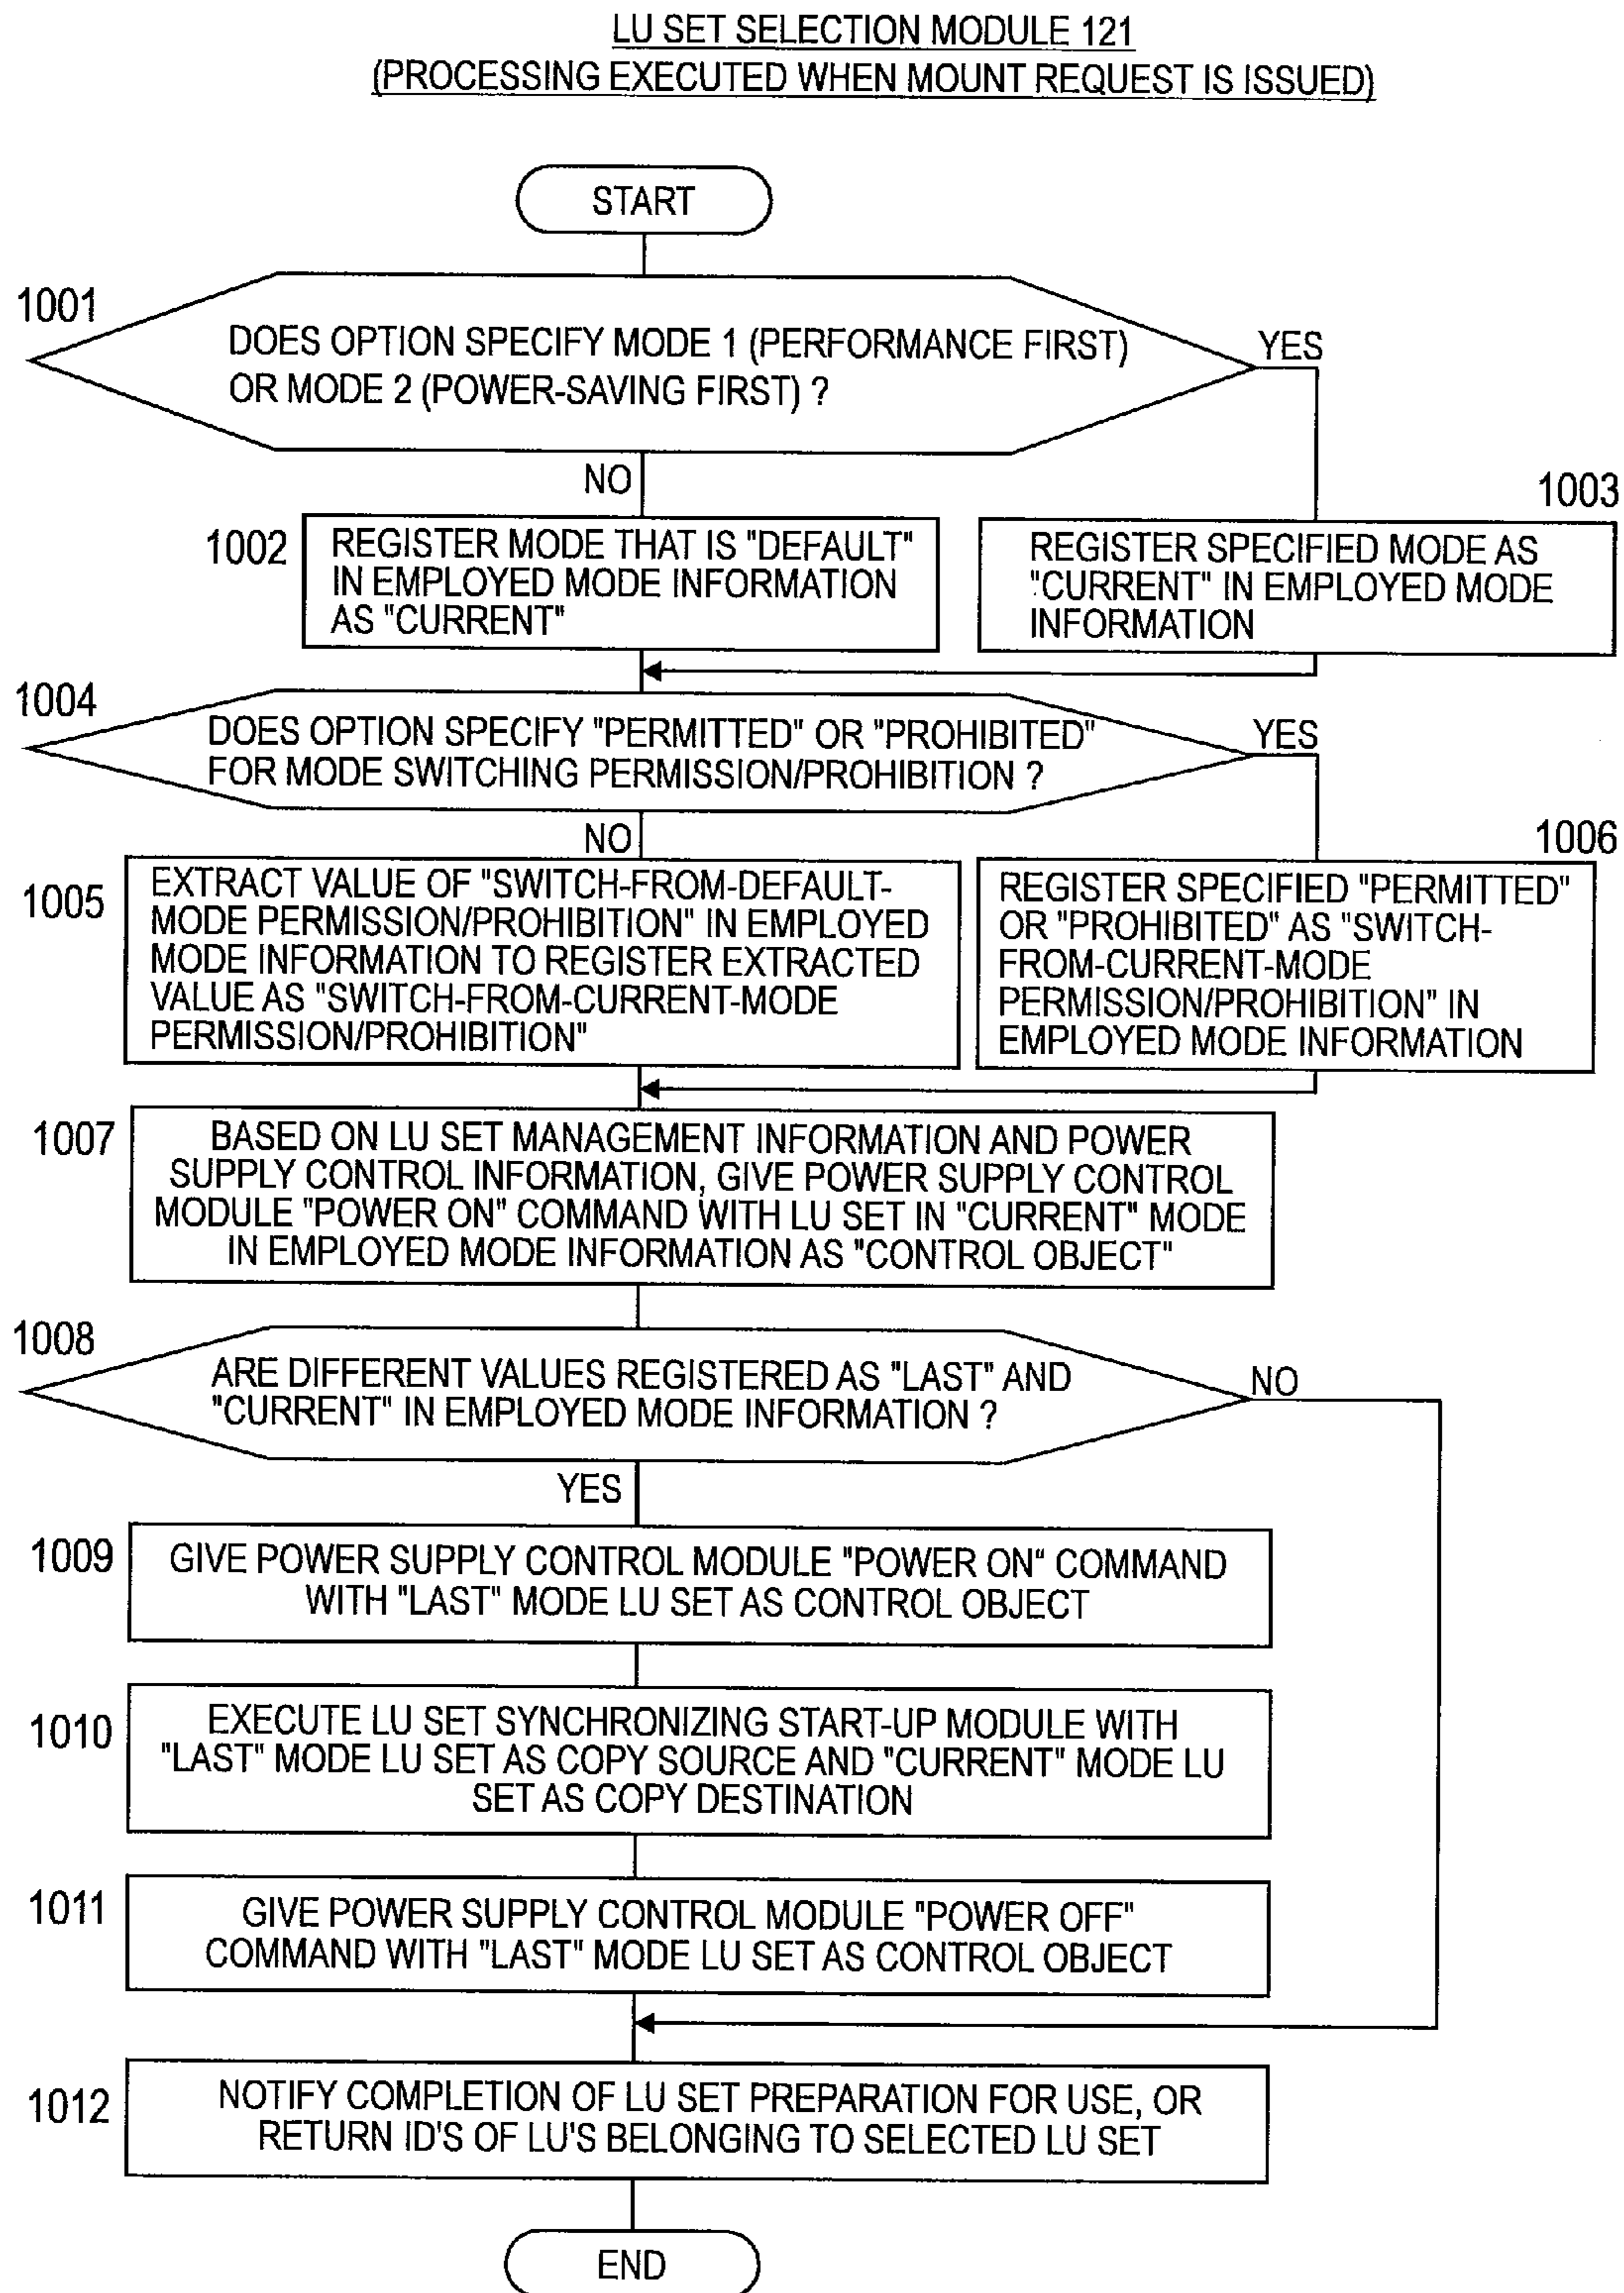 LU SET SELECTION MODULE 121
(PROCESSING EXECUTED WHEN MOUNT REQUEST IS ISSUED)
START
1001
DOES OPTION SPECIFY MODE 1 (PERFORMANCE FIRST)
OR MODE 2 (POWER-SAVING FIRST) ?
YES
NO
1003
1002
REGISTER MODE THAT IS "DEFAULT"
IN EMPLOYED MODE INFORMATION
AS "CURRENT"
REGISTER SPECIFIED MODE AS
"CURRENT" IN EMPLOYED MODE
INFORMATION
1004
DOES OPTION SPECIFY "PERMITTED" OR "PROHIBITED"
FOR MODE SWITCHING PERMISSION/PROHIBITION ?
YES
NO
1006
1005
EXTRACT VALUE OF "SWITCH-FROM-DEFAULT-
MODE PERMISSION/PROHIBITION" IN EMPLOYED
MODE INFORMATION TO REGISTER EXTRACTED
VALUE AS "SWITCH-FROM-CURRENT-MODE
PERMISSION/PROHIBITION"
REGISTER SPECIFIED "PERMITTED"
OR "PROHIBITED" AS "SWITCH-
FROM-CURRENT-MODE
PERMISSION/PROHIBITION" IN
EMPLOYED MODE INFORMATION
1007
BASED ON LU SET MANAGEMENT INFORMATION AND POWER
SUPPLY CONTROL INFORMATION, GIVE POWER SUPPLY CONTROL
MODULE "POWER ON" COMMAND WITH LU SET IN "CURRENT" MODE
IN EMPLOYED MODE INFORMATION AS "CONTROL OBJECT"
1008
ARE DIFFERENT VALUES REGISTERED AS "LAST" AND
"CURRENT" IN EMPLOYED MODE INFORMATION ?
NO
YES
1009
GIVE POWER SUPPLY CONTROL MODULE "POWER ON" COMMAND
WITH "LAST" MODE LU SET AS CONTROL OBJECT
1010
EXECUTE LU SET SYNCHRONIZING START-UP MODULE WITH
"LAST" MODE LU SET AS COPY SOURCE AND "CURRENT" MODE LU
SET AS COPY DESTINATION
1011
GIVE POWER SUPPLY CONTROL MODULE "POWER OFF"
COMMAND WITH "LAST" MODE LU SET AS CONTROL OBJECT
1012
NOTIFY COMPLETION OF LU SET PREPARATION FOR USE, OR
RETURN ID'S OF LU'S BELONGING TO SELECTED LU SET
END